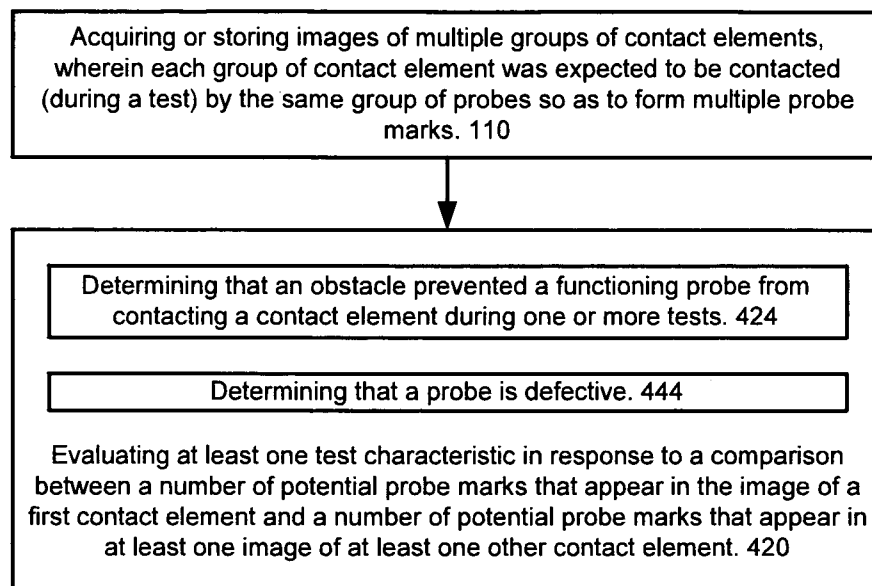 Acquiring or storing images of multiple groups of contact elements,
wherein each group of contact element was expected to be contacted
(during a test) by the same group of probes so as to form multiple probe
marks. 110
Determining that an obstacle prevented a functioning probe from
contacting a contact element during one or more tests. 424
Determining that a probe is defective. 444
Evaluating at least one test characteristic in response to a comparison
between a number of potential probe marks that appear in the image of a
first contact element and a number of potential probe marks that appear in
at least one image of at least one other contact element. 420